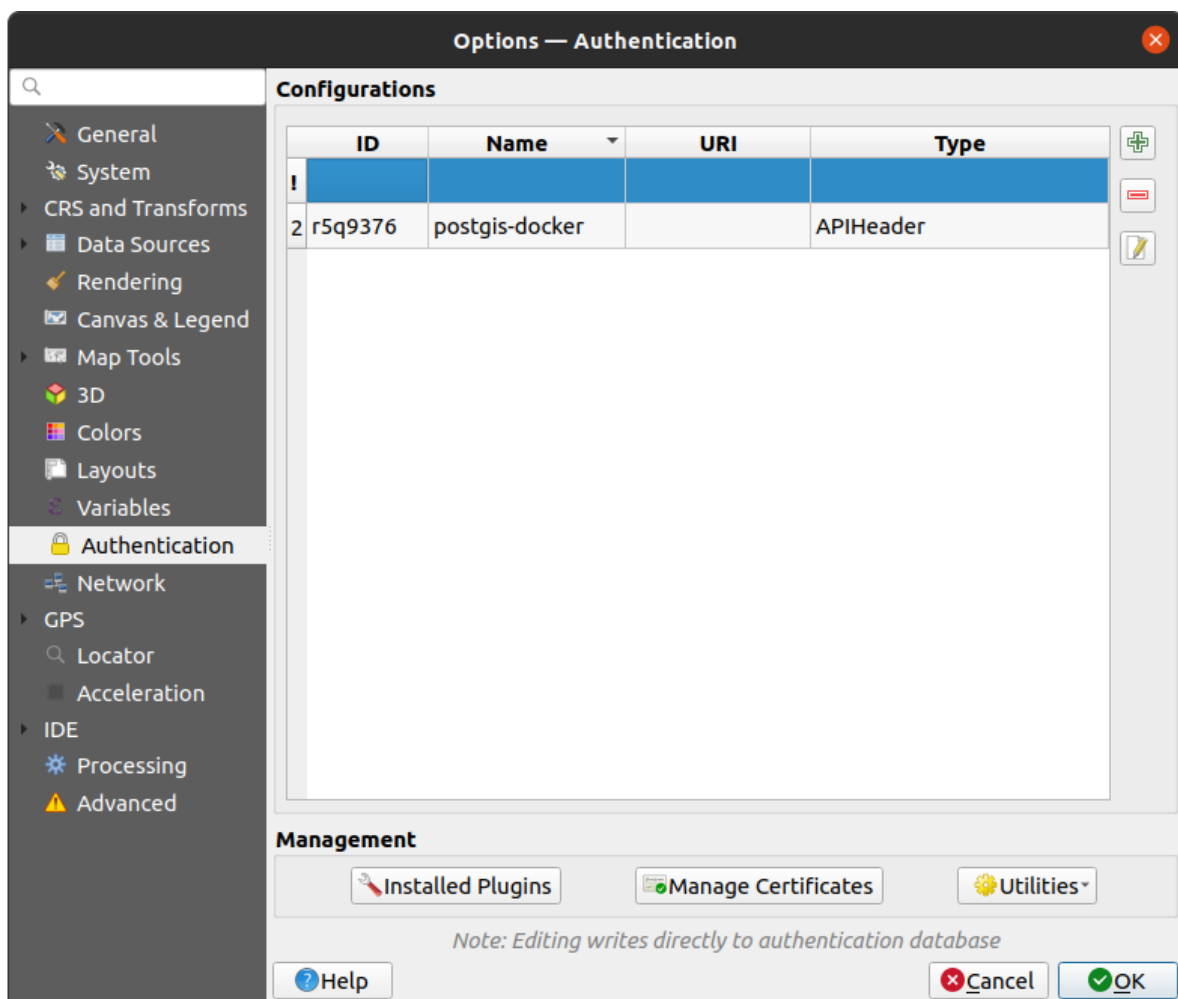 Options — Authentication
General
System
CRS and Transforms
Data Sources
Rendering
Canvas & Legend
Map Tools
3D
Colors
Layouts
Variables
Authentication
Network
GPS
Locator
Acceleration
IDE
Processing
Advanced
Configurations
ID Name URI Type
!
2 r5q9376 postgis-docker APIHeader
Management
Installed Plugins Manage Certificates Utilities
Note: Editing writes directly to authentication database
Help Cancel OK